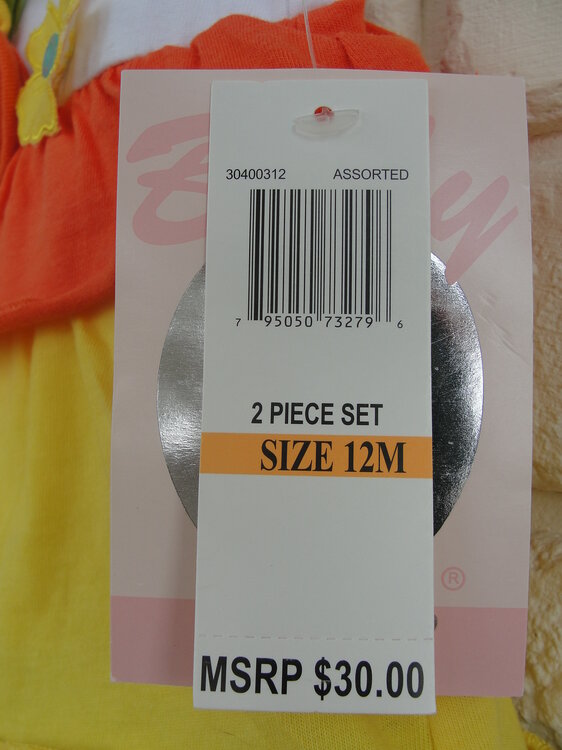 30400312 ASSORTED
7 95050 73279 6
2 PIECE SET
SIZE 12M
®
MSRP $30.00